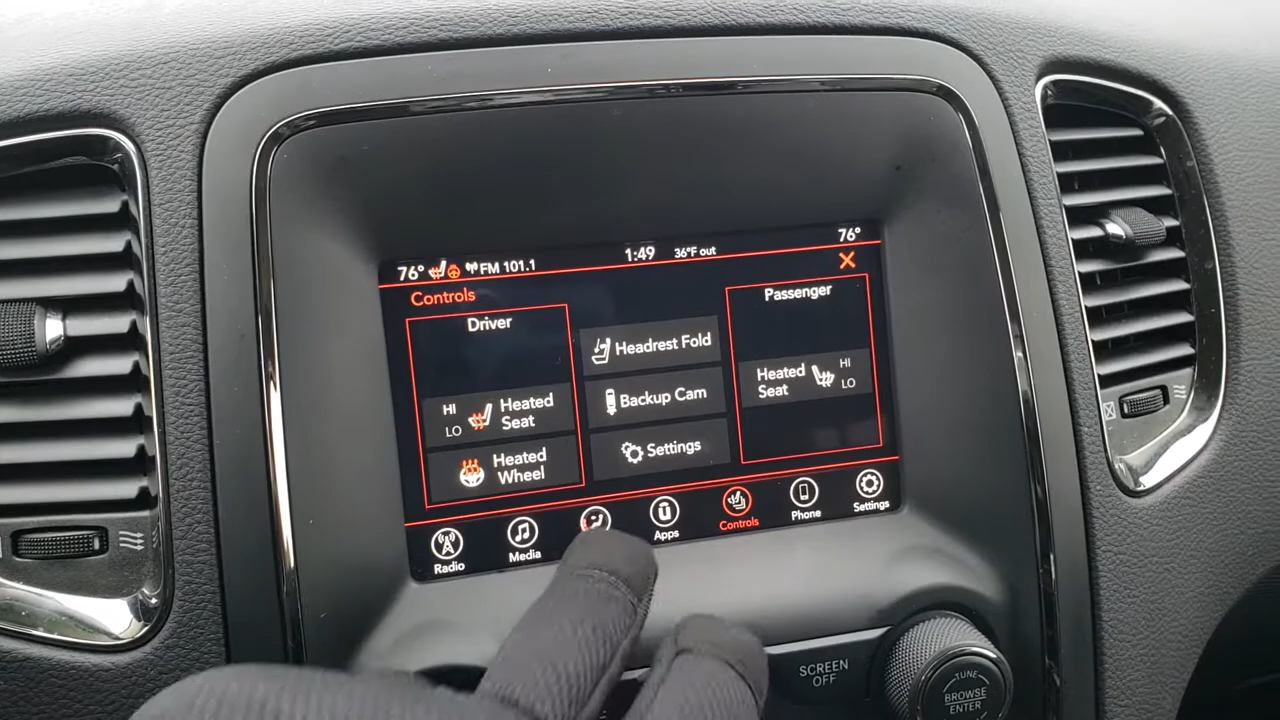 76° FM 101.1 1:49 36°F out 76°
Controls
Driver
HI
LO
Heated
Seat
Heated
Wheel
Headrest Fold
Backup Cam
Settings
Passenger
Heated
Seat
HI
LO
Radio
Media
Apps
Controls
Phone
Settings
SCREEN
OFF
TUNE
BROWSE
ENTER